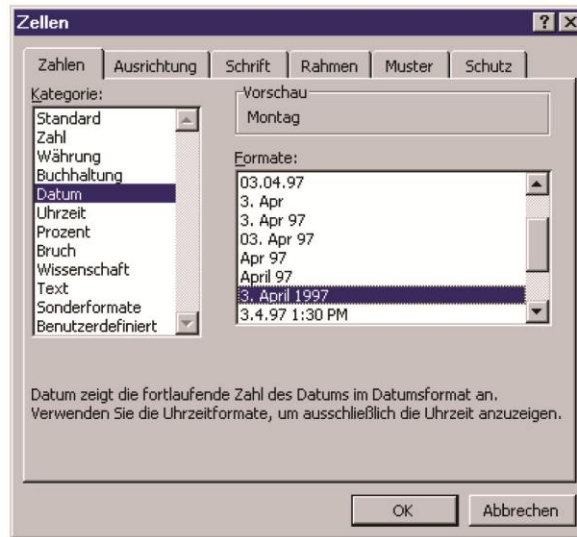 Zellen
Zahlen
Ausrichtung
Schrift
Rahmen
Muster
Schutz
Kategorie:
Standard
Zahl
Währung
Buchhaltung
Datum
Uhrzeit
Prozent
Bruch
Wissenschaft
Text
Sonderformate
Benutzerdefiniert
Vorschau
Montag
Formate:
03.04.97
3. Apr
3. Apr 97
03. Apr 97
Apr 97
April 97
3. April 1997
3.4.97 1:30 PM
Datum zeigt die fortlaufende Zahl des Datums im Datumsformat an.
Verwenden Sie die Uhrzeitformate, um ausschließlich die Uhrzeit anzuzeigen.
OK
Abbrechen